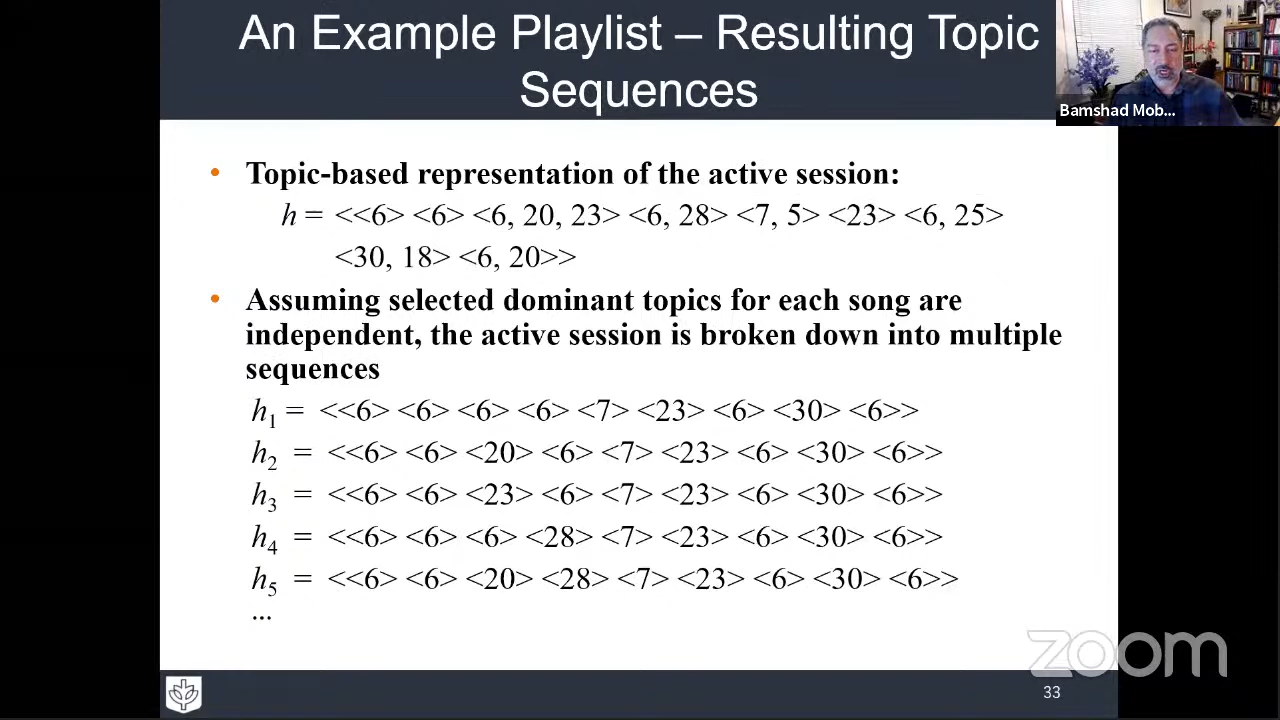 An Example Playlist – Resulting Topic
Sequences
Bamshad Mob...
• Topic-based representation of the active session:
h = <<6> <6> <6, 20, 23> <6, 28> <7, 5> <23> <6, 25>
<30, 18> <6, 20>>
• Assuming selected dominant topics for each song are
independent, the active session is broken down into multiple
sequences
h1 = <<6> <6> <6> <6> <7> <23> <6> <30> <6>>
h2 = <<6> <6> <20> <6> <7> <23> <6> <30> <6>>
h3 = <<6> <6> <23> <6> <7> <23> <6> <30> <6>>
h4 = <<6> <6> <6> <28> <7> <23> <6> <30> <6>>
h5 = <<6> <6> <20> <28> <7> <23> <6> <30> <6>>
...
zoom
33